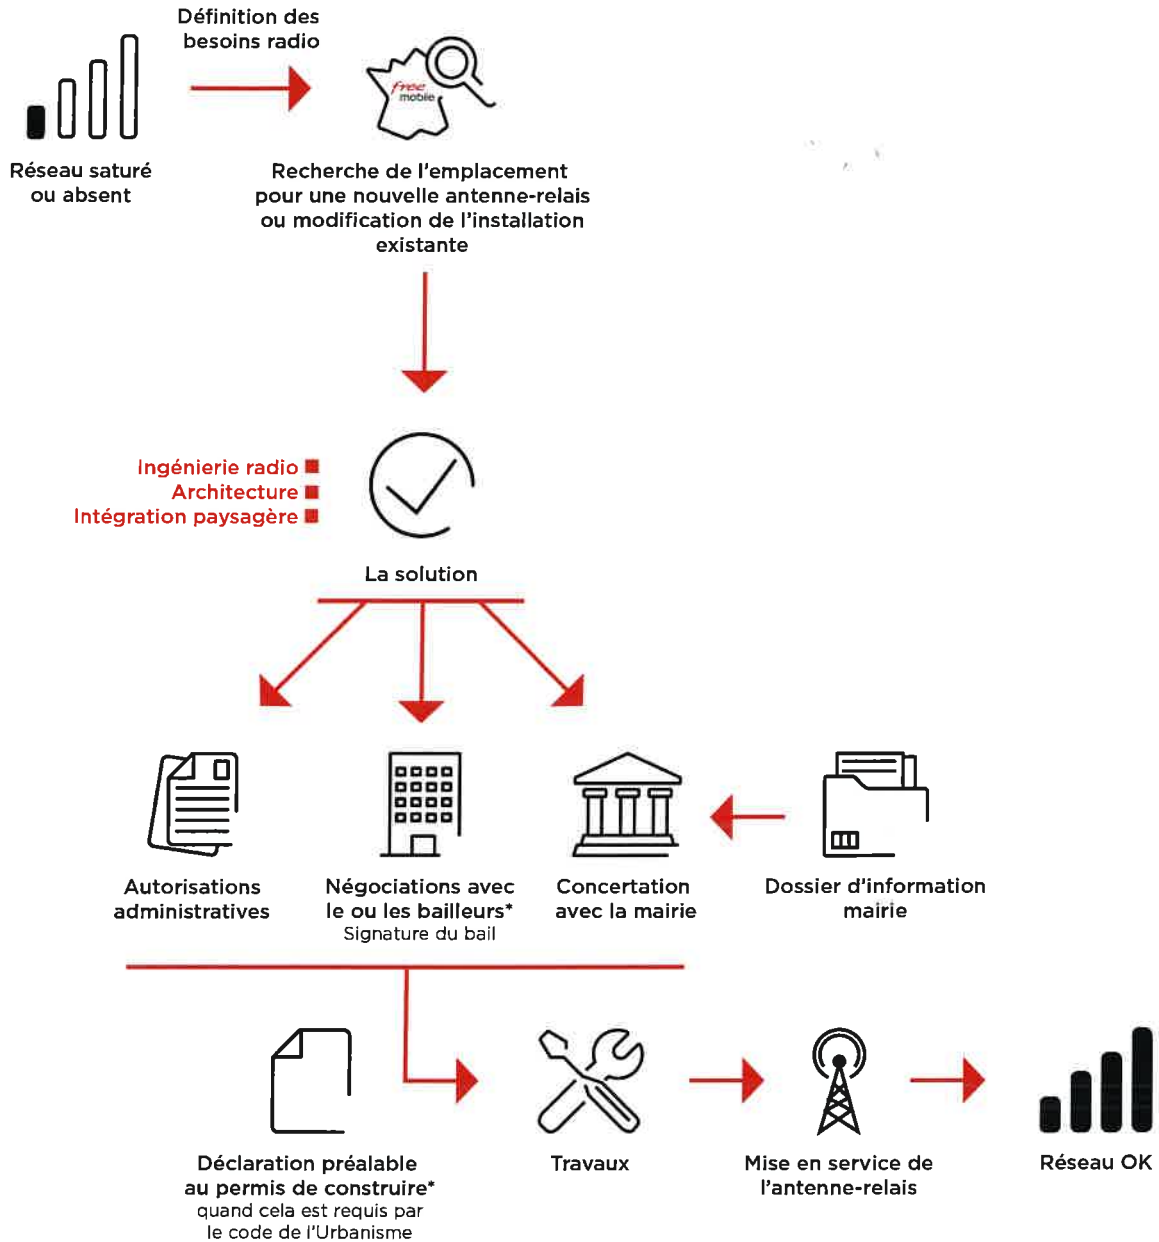 Définition des
besoins radio
free
mobile
Réseau saturé
ou absent
Recherche de l'emplacement
pour une nouvelle antenne-relais
ou modification de l'installation
existante
Ingénierie radio
Architecture
Intégration paysagère
La solution
Autorisations
administratives
Négociations avec
le ou les bailleurs*
Signature du bail
Concertation
avec la mairie
Dossier d'information
mairie
Déclaration préalable
au permis de construire*
quand cela est requis par
le code de l'Urbanisme
Travaux
Mise en service de
l'antenne-relais
Réseau OK